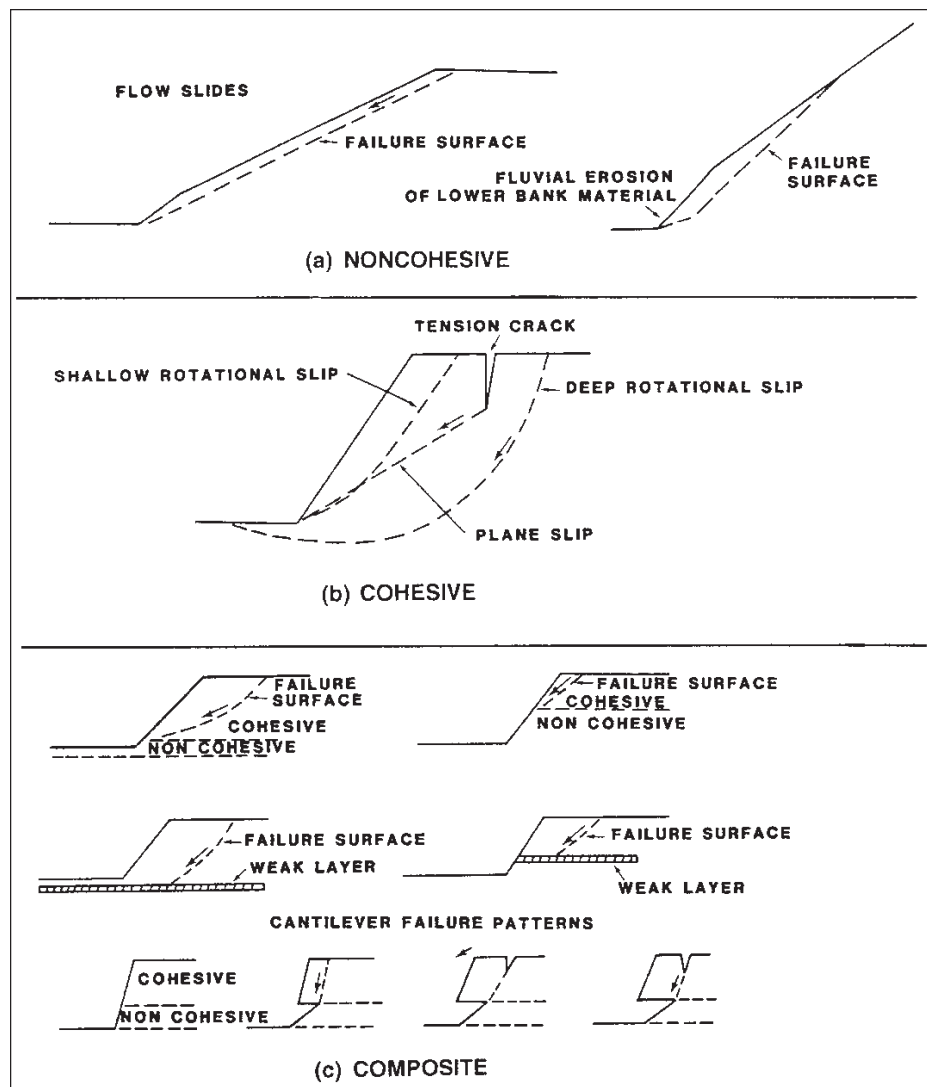 FLOW SLIDES
FAILURE SURFACE
FLUVIAL EROSION
OF LOWER BANK MATERIAL
FAILURE
SURFACE
(a) NONCOHESIVE
TENSION CRACK
SHALLOW ROTATIONAL SLIP
DEEP ROTATIONAL SLIP
PLANE SLIP
(b) COHESIVE
FAILURE
SURFACE
COHESIVE
NON COHESIVE
FAILURE SURFACE
COHESIVE
NON COHESIVE
FAILURE SURFACE
WEAK LAYER
FAILURE SURFACE
WEAK LAYER
CANTILEVER FAILURE PATTERNS
COHESIVE
NON COHESIVE
(c) COMPOSITE